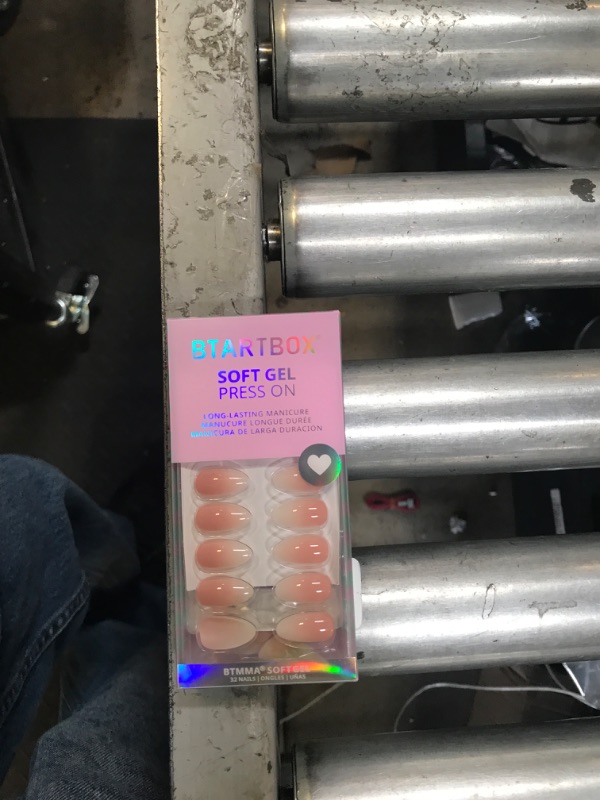 BTARTBOX
SOFT GEL
PRESS ON
LONG-LASTING MANICURE
MANUCURE LONGUE DURÉE
MANICURA DE LARGA DURACION
BTMMA® SOFT GEL
32 NAILS | ONGLES | UÑAS